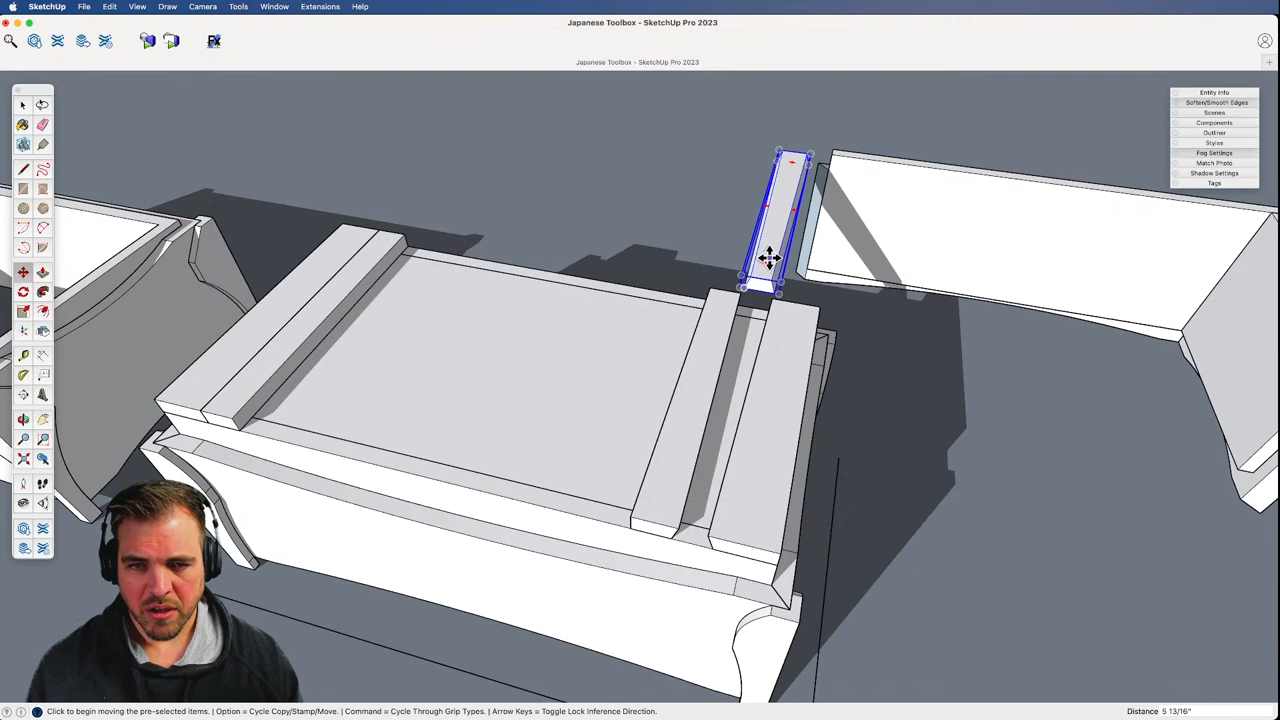 SketchUp File Edit View Draw Camera Tools Window Extensions Help
Japanese Toolbox - SketchUp Pro 2023
Japanese Toolbox - SketchUp Pro 2023
Entity Info
Soften/Smooth Edges
Scenes
Components
Outliner
Styles
Fog Settings
Match Photo
Shadow Settings
Tags
Click to begin moving the pre-selected items. | Option = Cycle Copy/Stamp/Move. | Command = Cycle Through Grip Types. | Arrow Keys = Toggle Lock Inference Direction.
Distance 5 13/16"